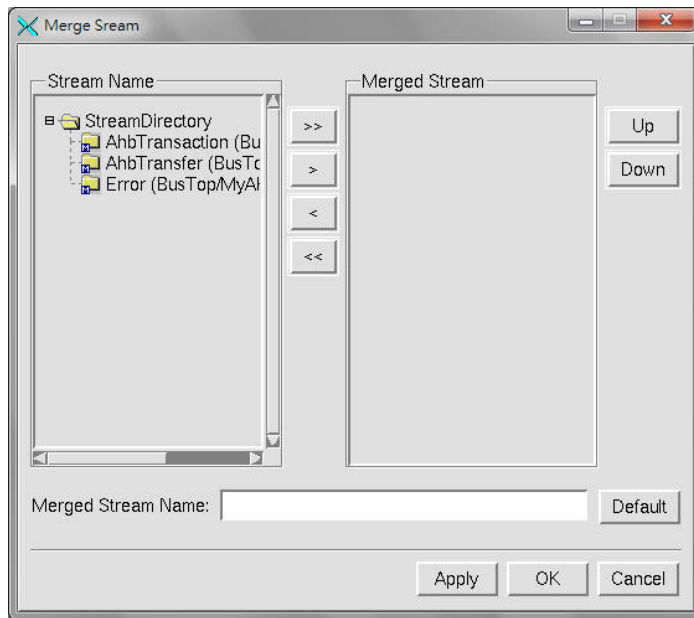 Merge Sream
Stream Name
StreamDirectory
AhbTransaction (Bu
AhbTransfer (BusTo
Error (BusTop/MyAh
>>
>
<
<<
Merged Stream
Up
Down
Merged Stream Name:
Default
Apply
OK
Cancel